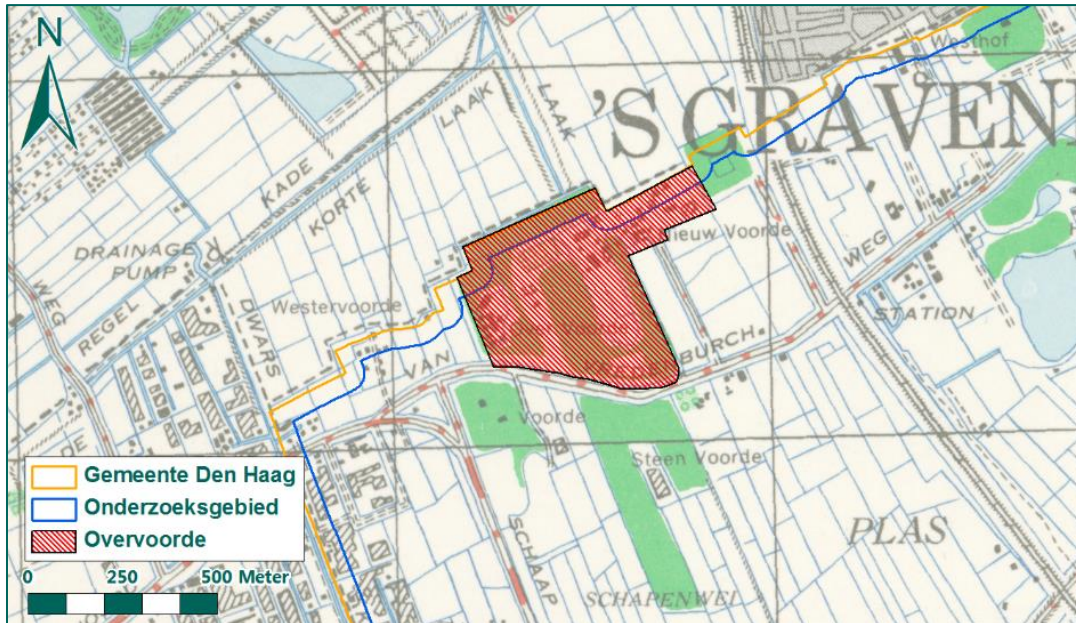 N
Westhof
'S GRAVEN
LAAK
LAAK
KADE
KORTE
DRAINAGE
PUMP
Nieuw Voorde
WEG
WEG
REGEL
Westervoorde
DWARS
STATION
VAN
BURCH
Voorde
Steen Voorde
DE
SCHAAP
PLAS
SCHAPENWEI
Gemeente Den Haag
Onderzoeksgebied
Overvoorde
0 250 500 Meter